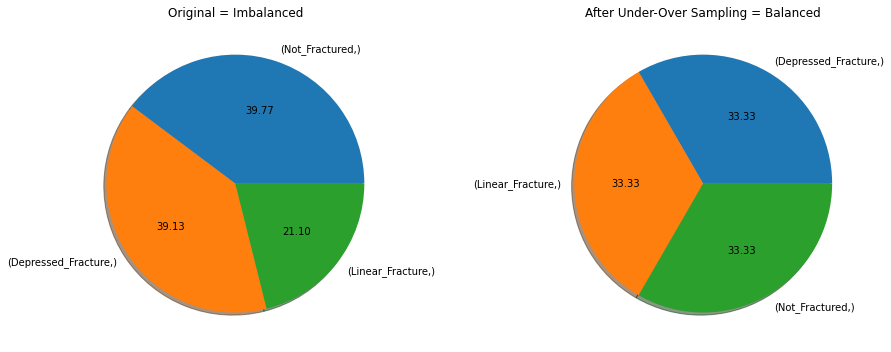 Original = Imbalanced
(Not_Fractured,)
39.77
39.13
21.10
(Depressed_Fracture,)
(Linear_Fracture,)
After Under-Over Sampling = Balanced
(Depressed_Fracture,)
33.33
(Linear_Fracture,)
33.33
33.33
(Not_Fractured,)